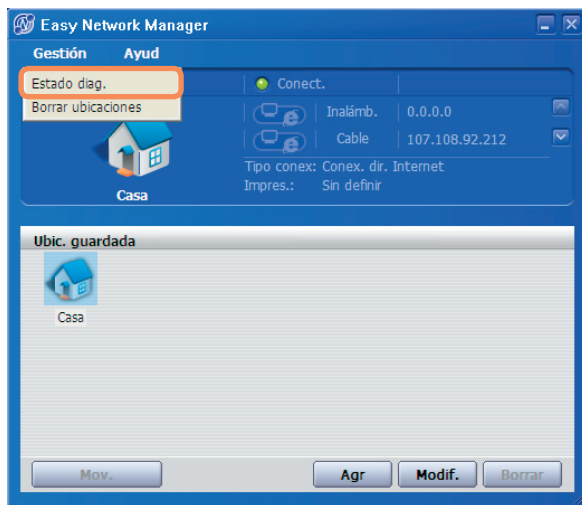 Easy Network Manager
Gestión Ayud
Estado diag.
Borrar ubicaciones
Conect.
Inalámb. 0.0.0.0
Cable 107.108.92.212
Tipo conex: Conex. dir. Internet
Impres.: Sin definir
Casa
Ubic. guardada
Casa
Mov. Agr Modif. Borrar